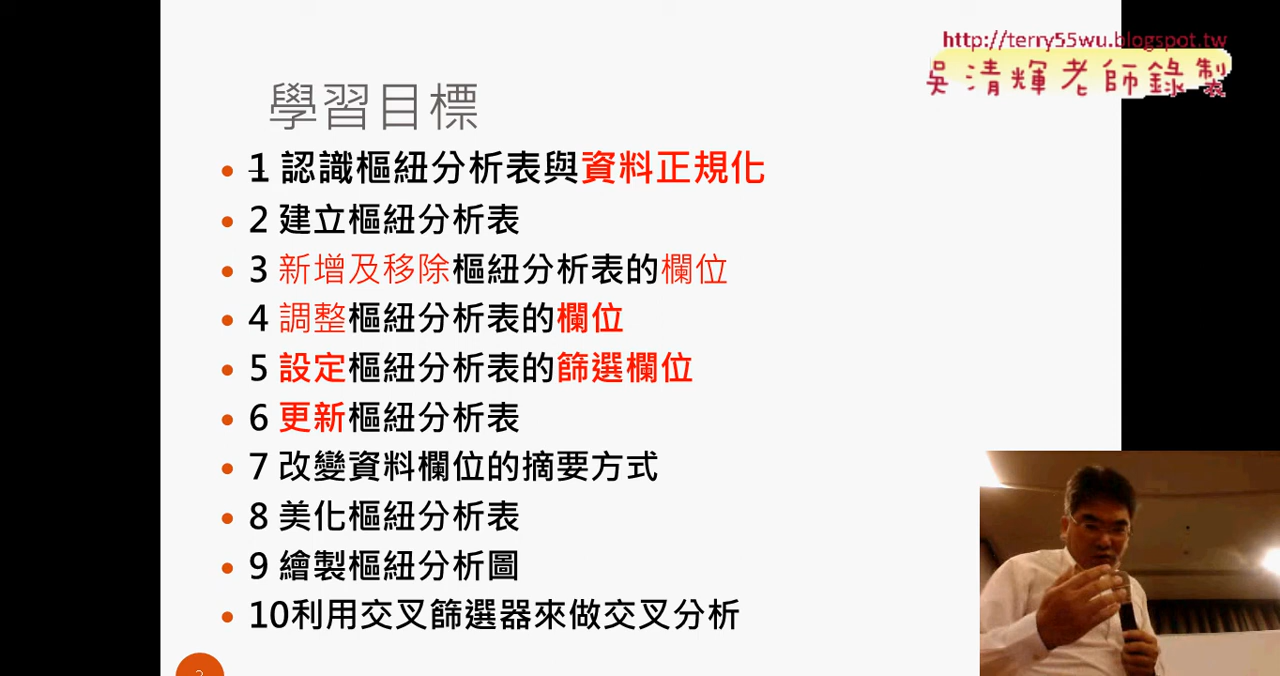 http://terry55wu.blogspot.tw
吳清輝老師錄製
學習目標
• 1 認識樞紐分析表與資料正規化
• 2 建立樞紐分析表
• 3 新增及移除樞紐分析表的欄位
• 4 調整樞紐分析表的欄位
• 5 設定樞紐分析表的篩選欄位
• 6 更新樞紐分析表
• 7 改變資料欄位的摘要方式
• 8 美化樞紐分析表
• 9 繪製樞紐分析圖
• 10利用交叉篩選器來做交叉分析